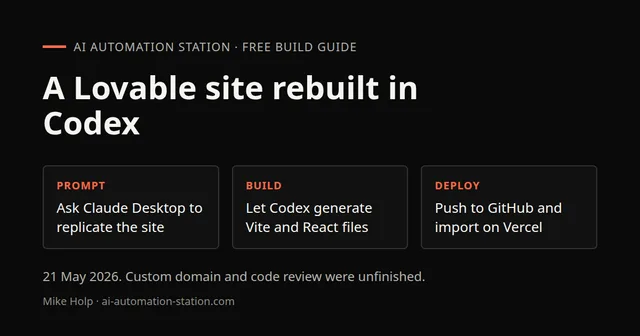 AI AUTOMATION STATION · FREE BUILD GUIDE
A Lovable site rebuilt in
Codex
PROMPT
Ask Claude Desktop to
replicate the site
BUILD
Let Codex generate
Vite and React files
DEPLOY
Push to GitHub and
import on Vercel
21 May 2026. Custom domain and code review were unfinished.
Mike Holp · ai-automation-station.com